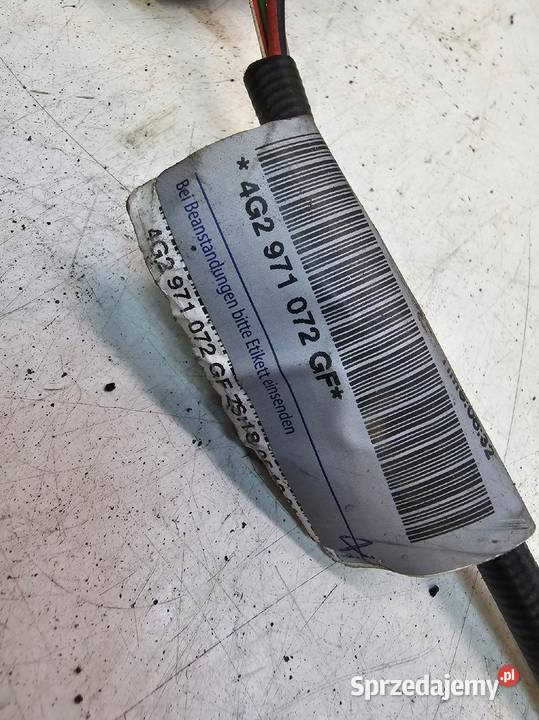 * 4G2 971 072 GF*
Bei Beanstandungen bitte Etikett einsenden
4G2 971 072 GF
Sprzedajemy.pl